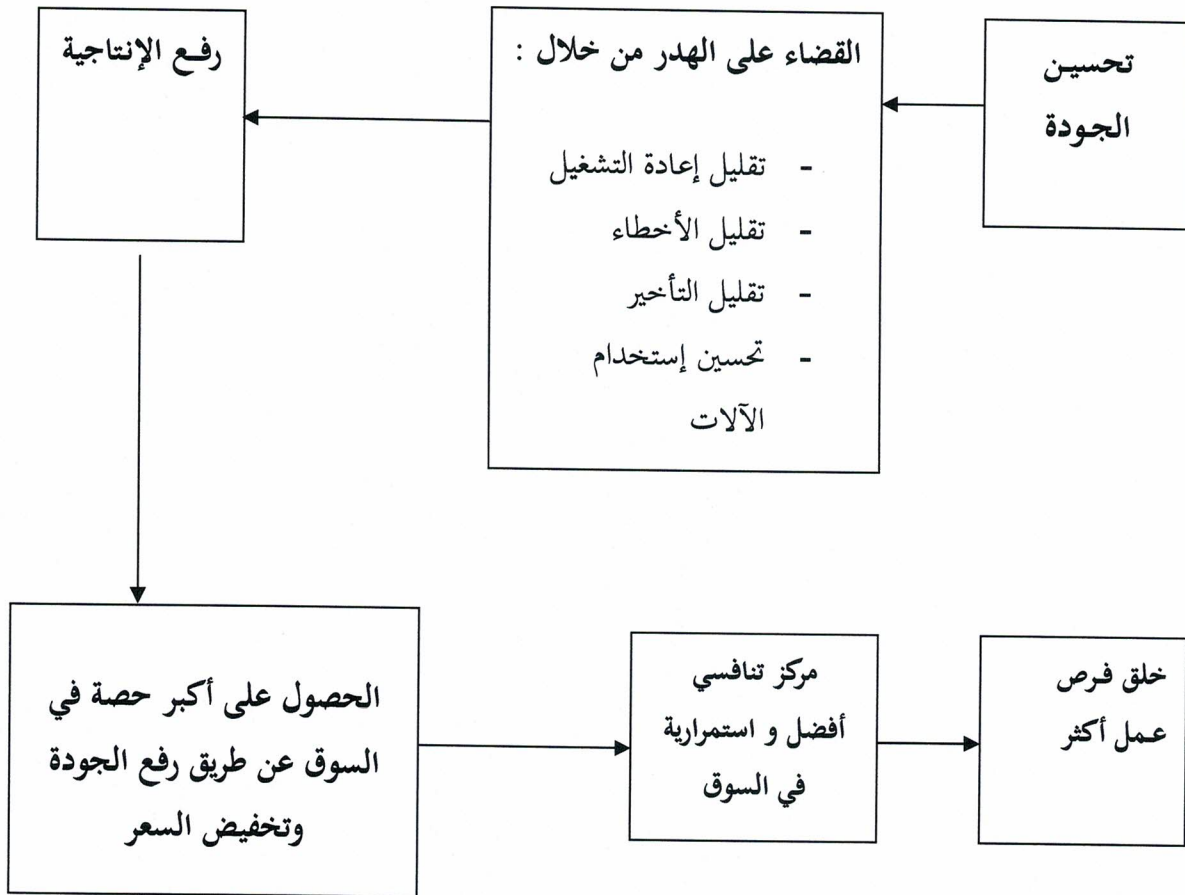 تحسين
الجودة
القضاء على الهدر من خلال :
- تقليل إعادة التشغيل
- تقليل الأخطاء
- تقليل التأخير
- تحسين إستخدام
الآلات
رفع الإنتاجية
الحصول على أكبر حصة في
السوق عن طريق رفع الجودة
وتخفيض السعر
مركز تنافسي
أفضل و استمرارية
في السوق
خلق فرص
عمل أكثر